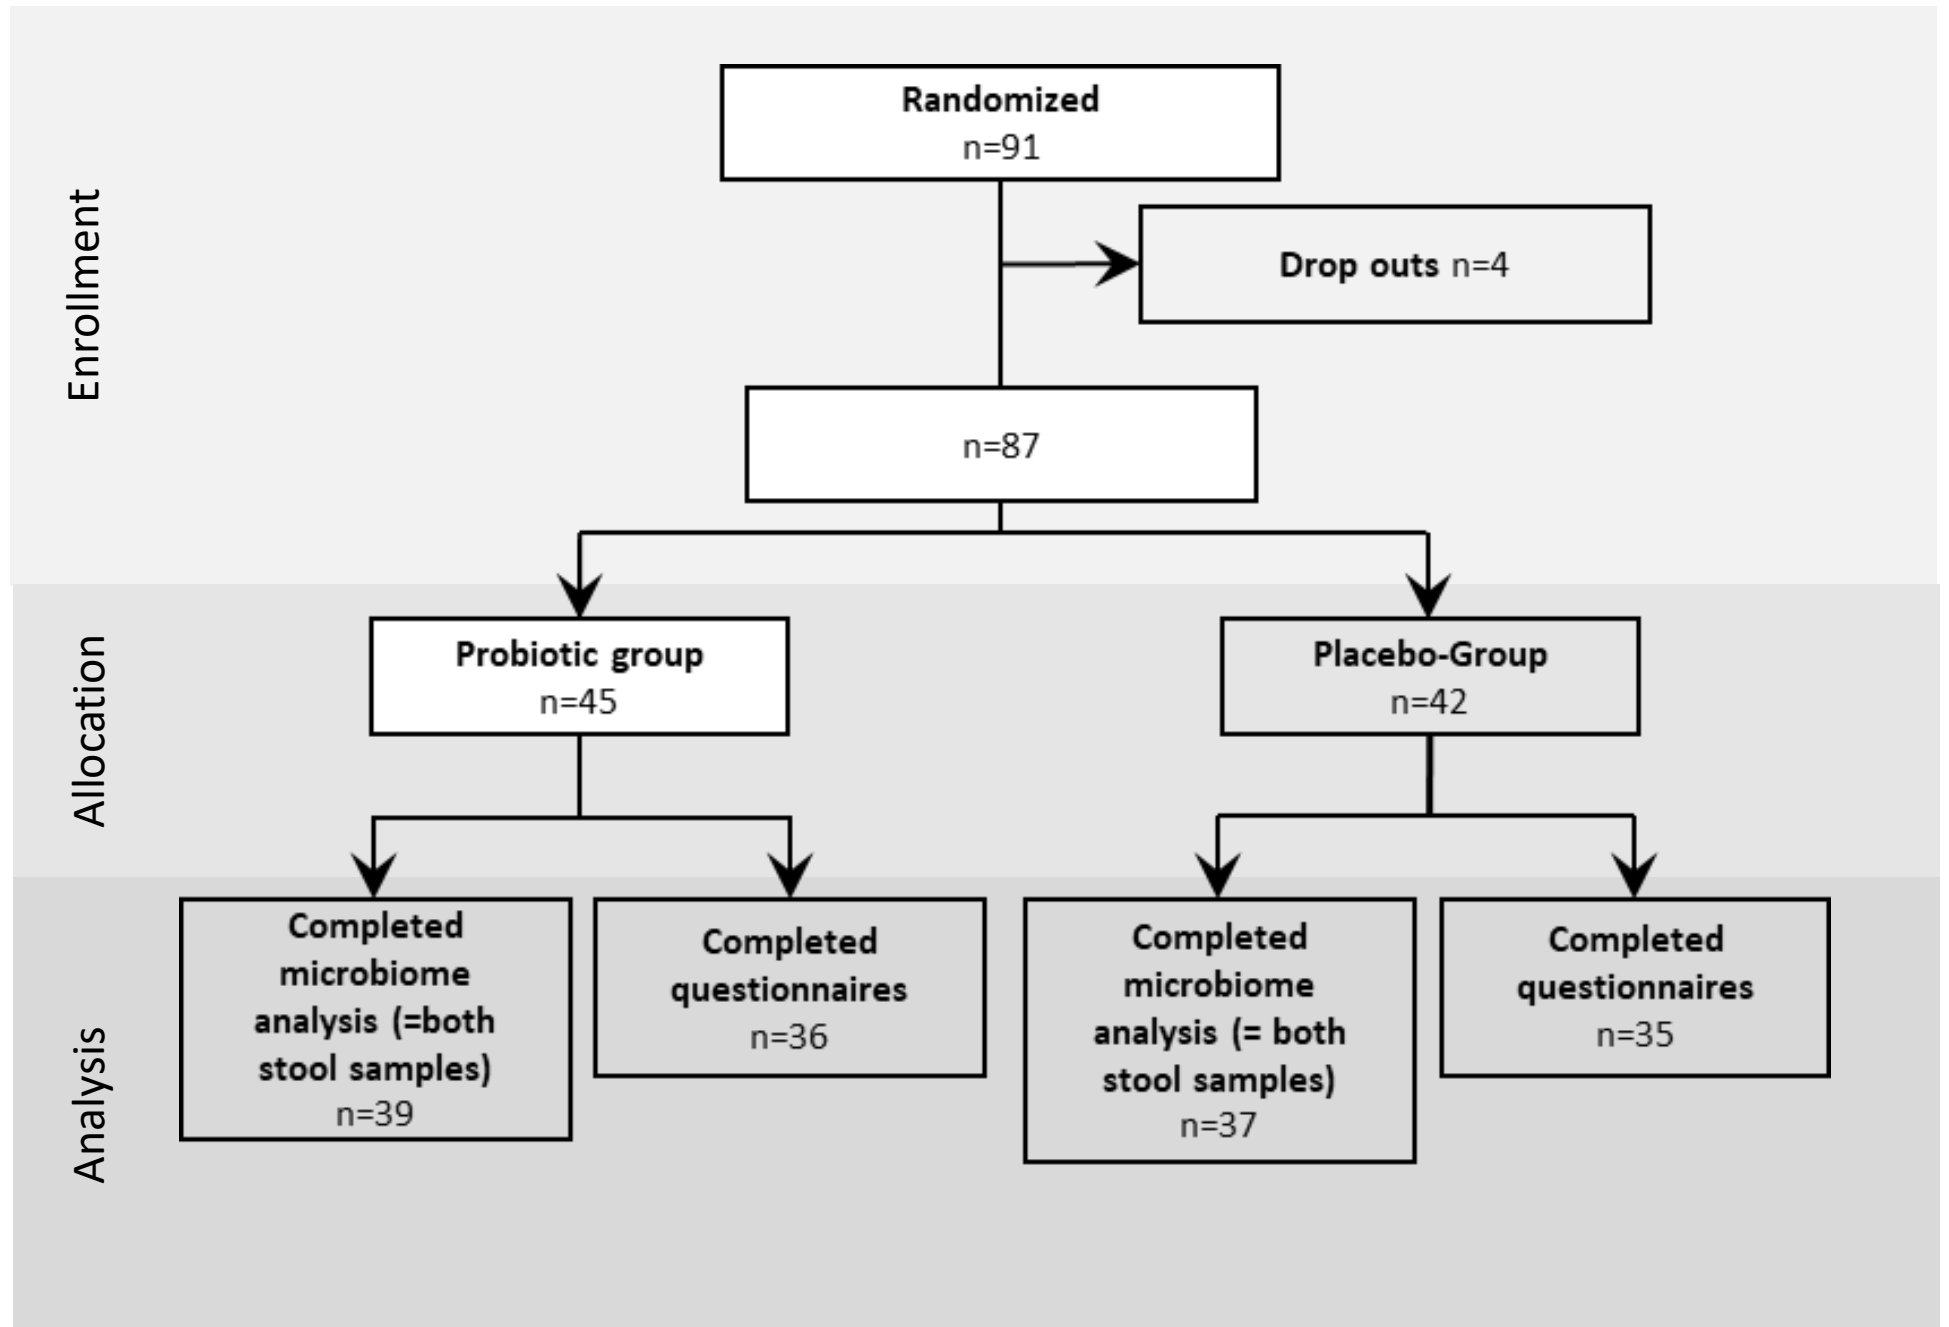 Enrollment
Randomized
n=91
Drop outs n=4
n=87
Allocation
Probiotic group
n=45
Placebo-Group
n=42
Analysis
Completed
microbiome
analysis (=both
stool samples)
n=39
Completed
questionnaires
n=36
Completed
microbiome
analysis (= both
stool samples)
n=37
Completed
questionnaires
n=35